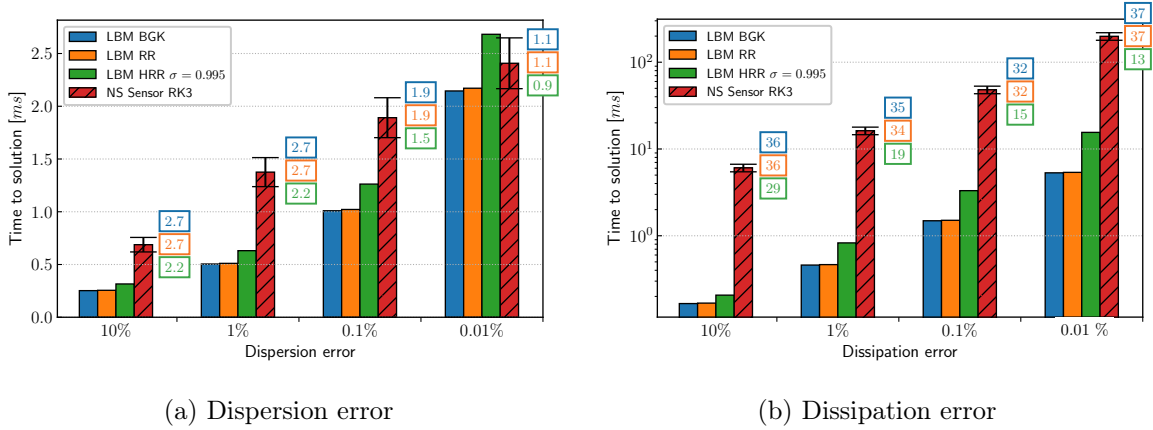 2.5
2.0
1.5
1.0
0.5
0.0
Time to solution [ms]
LBM BGK
LBM RR
LBM HRR σ = 0.995
NS Sensor RK3
2.7
2.7
2.2
2.7
2.7
2.2
1.9
1.9
1.5
1.1
1.1
0.9
10% 1% 0.1% 0.01%
Dispersion error
(a) Dispersion error
10²
10¹
10⁰
Time to solution [ms]
LBM BGK
LBM RR
LBM HRR σ = 0.995
NS Sensor RK3
36
36
29
35
34
19
32
32
15
37
37
13
10% 1% 0.1% 0.01 %
Dissipation error
(b) Dissipation error